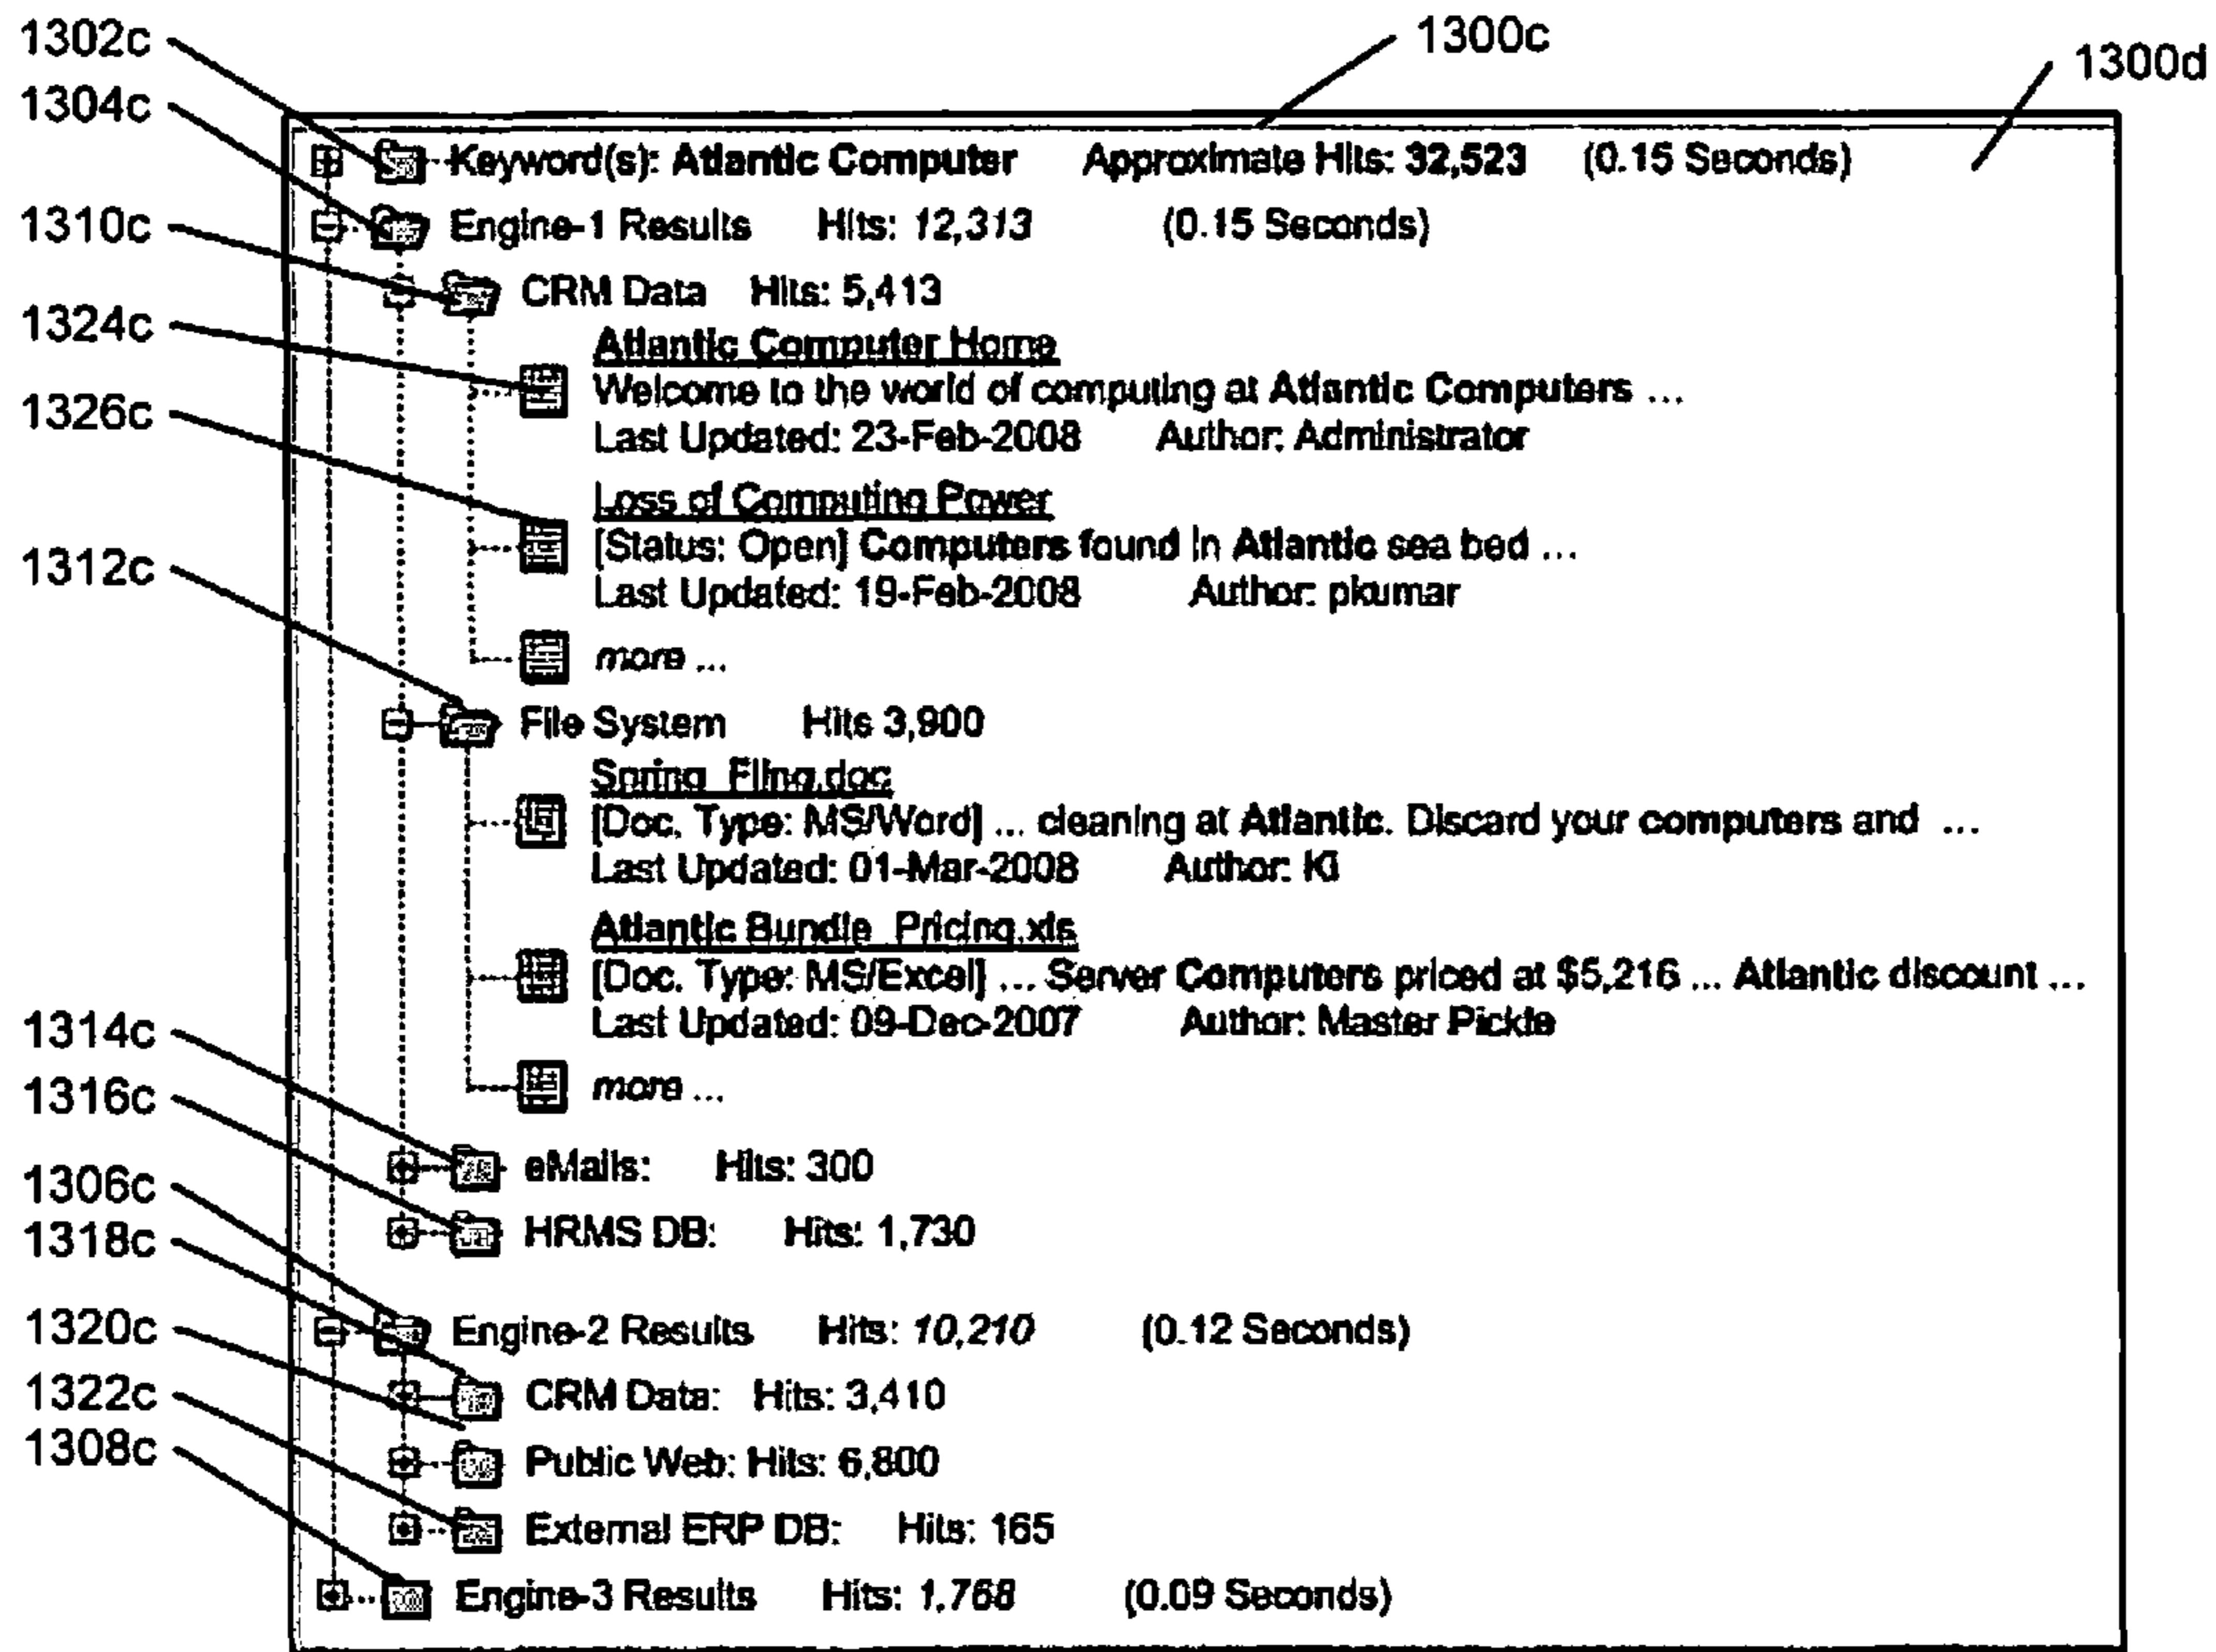 1300c
1300d
1302c
1304c
1310c
1324c
1326c
1312c
1314c
1316c
1306c
1318c
1320c
1322c
1308c
Keyword(s): Atlantic Computer Approximate Hits: 32,523 (0.15 Seconds)
Engine-1 Results Hits: 12,313 (0.15 Seconds)
CRM Data Hits: 5,413
Atlantic Computer Home
Welcome to the world of computing at Atlantic Computers ...
Last Updated: 23-Feb-2008 Author: Administrator
Loss of Computing Power
[Status: Open] Computers found in Atlantic sea bed ...
Last Updated: 19-Feb-2008 Author: pkumar
more ...
File System Hits 3,900
Spring_Fling.doc
[Doc. Type: MS/Word] ... cleaning at Atlantic. Discard your computers and ...
Last Updated: 01-Mar-2008 Author:
Atlantic Bundle_Pricing.xls
[Doc. Type: MS/Excel] ... Server Computers priced at $5,216 ... Atlantic discount ...
Last Updated: 09-Dec-2007 Author: Master Pickle
more ...
eMails: Hits: 300
HRMS DB: Hits: 1,730
Engine-2 Results Hits: 10,210 (0.12 Seconds)
CRM Data: Hits: 3,410
Public Web: Hits: 6,800
External ERP DB: Hits: 165
Engine-3 Results Hits: 1,768 (0.09 Seconds)